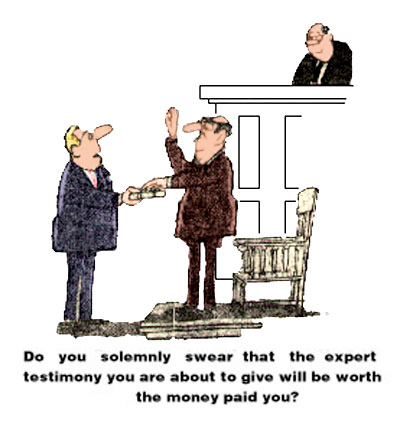 Do you solemnly swear that the expert
testimony you are about to give will be worth
the money paid you?